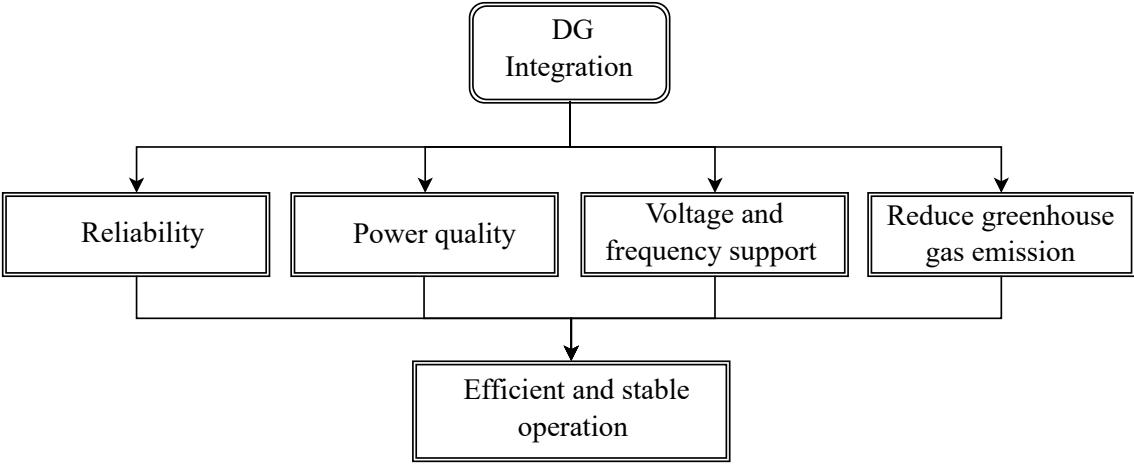 DG
Integration
Reliability
Power quality
Voltage and
frequency support
Reduce greenhouse
gas emission
Efficient and stable
operation